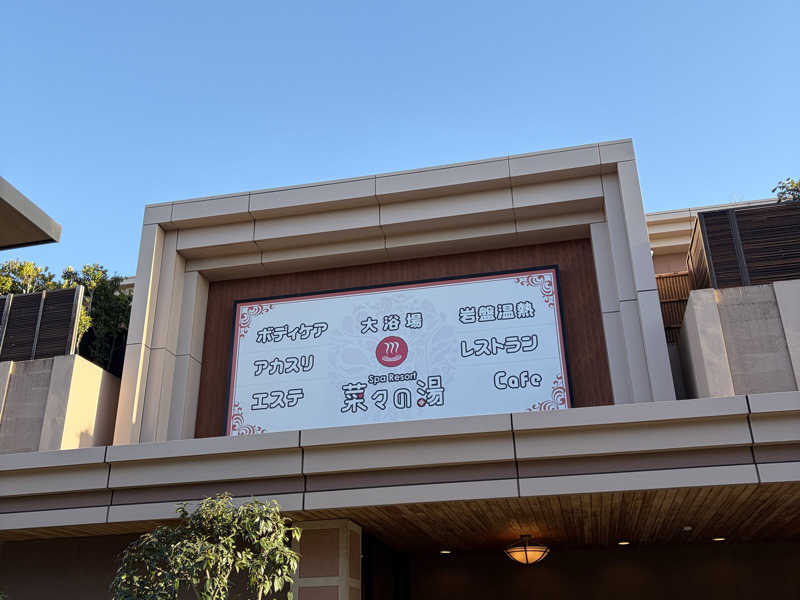 ボディケア
アカスリ
エステ
大浴場
Spa Resort
菜々の湯
岩盤温熱
レストラン
Cafe